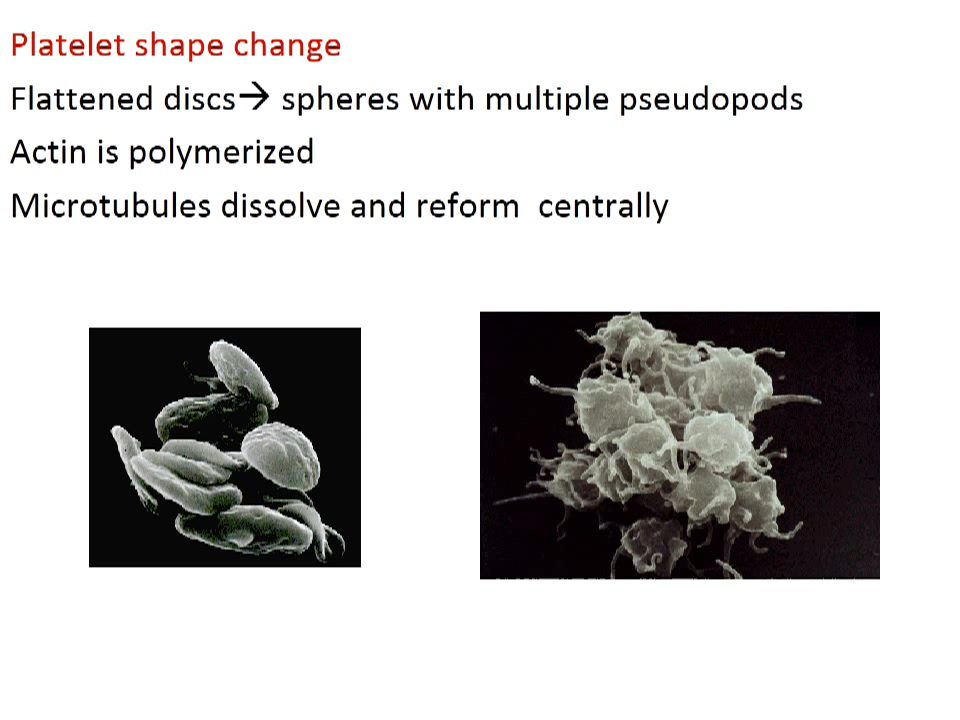 Platelet shape change
Flattened discs→ spheres with multiple pseudopods
Actin is polymerized
Microtubules dissolve and reform  centrally